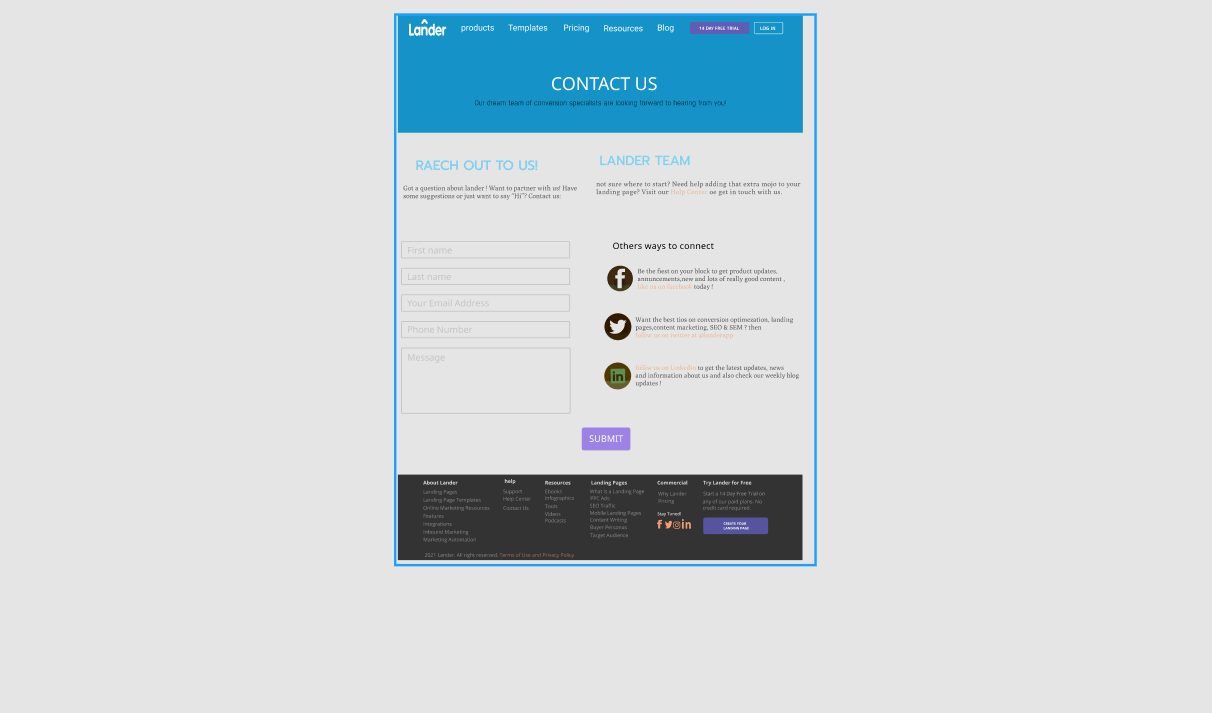 Lander products Templates Pricing Resources Blog 14 DAY FREE TRIAL LOG IN
CONTACT US
Our dream team of conversion specialists are looking forward to hearing from you!
RAECH OUT TO US!
Got a question about lander ! Want to partner with us! Have
some suggestions or just want to say "Hi"? Contact us:
First name
Last name
Your Email Address
Phone Number
Message
LANDER TEAM
not sure where to start? Need help adding that extra mojo to your
landing page? Visit our Help Center oe get in touch with us.
Others ways to connect
Be the fiest on your block to get product updates,
announcements,new and lots of really good content ,
like us on facebook today !
Want the best tios on conversion optimezation, landing
pages,content marketing, SEO & SEM ? then
follow us on twitter at @landerapp
follow us on LinkedIn to get the latest updates, news
and information about us and also check our weekly blog
updates !
SUBMIT
About Lander
Landing Pages
Landing Page Templates
Online Marketing Resources
Features
Integrations
Inbound Marketing
Marketing Automation
help
Support
Help Center
Contact Us
Resources
Ebooks
Infographics
Tools
Videos
Podcasts
Landing Pages
What is a Landing Page
PPC Ads
SEO Traffic
Mobile Landing Pages
Content Writing
Buyer Personas
Target Audience
Commercial
Why Lander
Pricing
Stay Tuned!
Try Lander for Free
Start a 14 Day Free Trial on
any of our paid plans. No
credit card required.
CREATE YOUR
LANDING PAGE
2021 Lander. All right reserved. Terms of Use and Privacy Policy